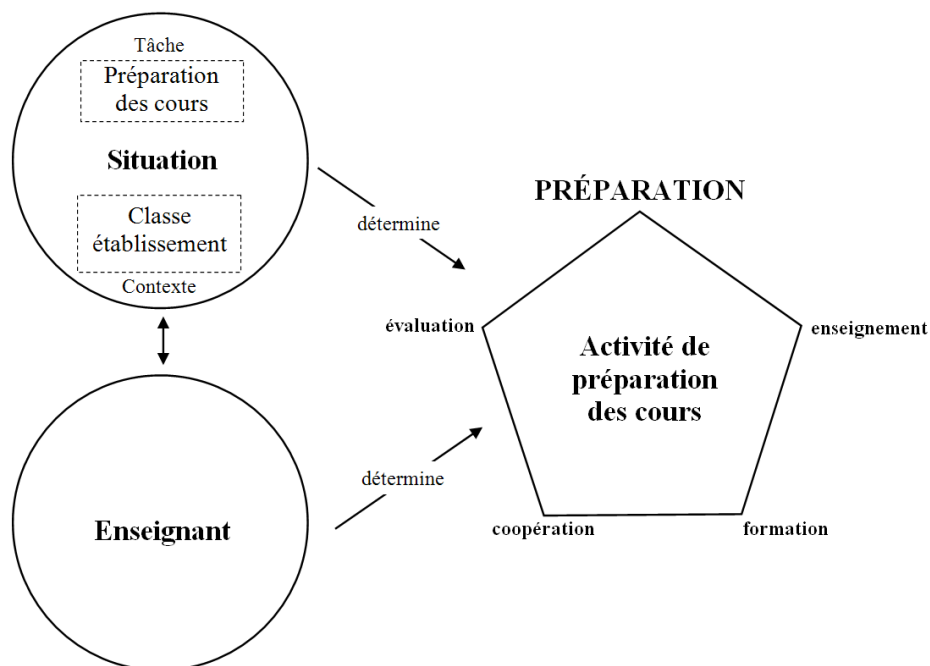 Tâche
Préparation
des cours
Situation
Classe
établissement
Contexte
détermine
PRÉPARATION
évaluation
enseignement
Activité de
préparation
des cours
détermine
Enseignant
coopération
formation